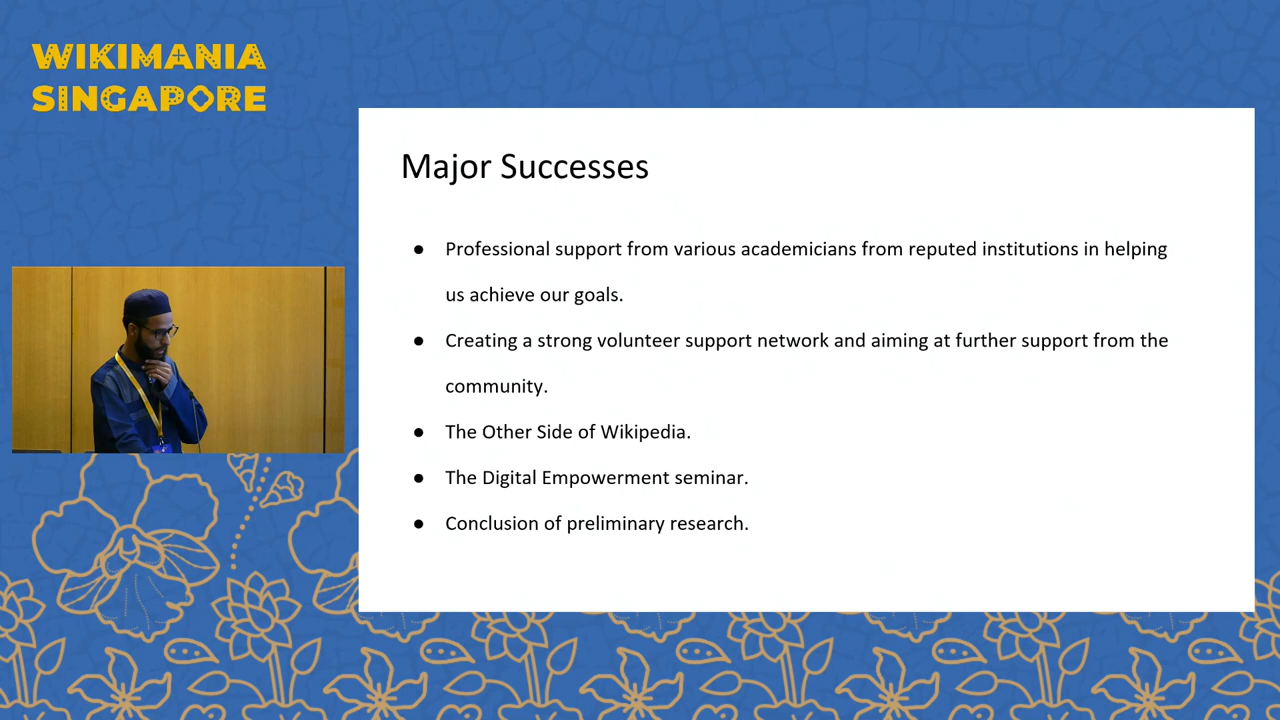 WIKIMANIA
SINGAPORE
Major Successes
● Professional support from various academicians from reputed institutions in helping
us achieve our goals.
● Creating a strong volunteer support network and aiming at further support from the
community.
● The Other Side of Wikipedia.
● The Digital Empowerment seminar.
● Conclusion of preliminary research.